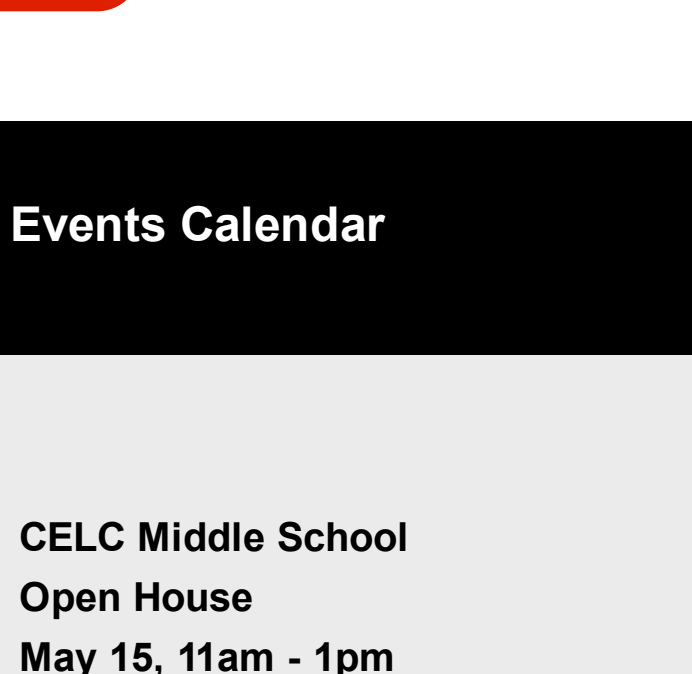 Events Calendar
CELC Middle School
Open House
May 15, 11am - 1pm